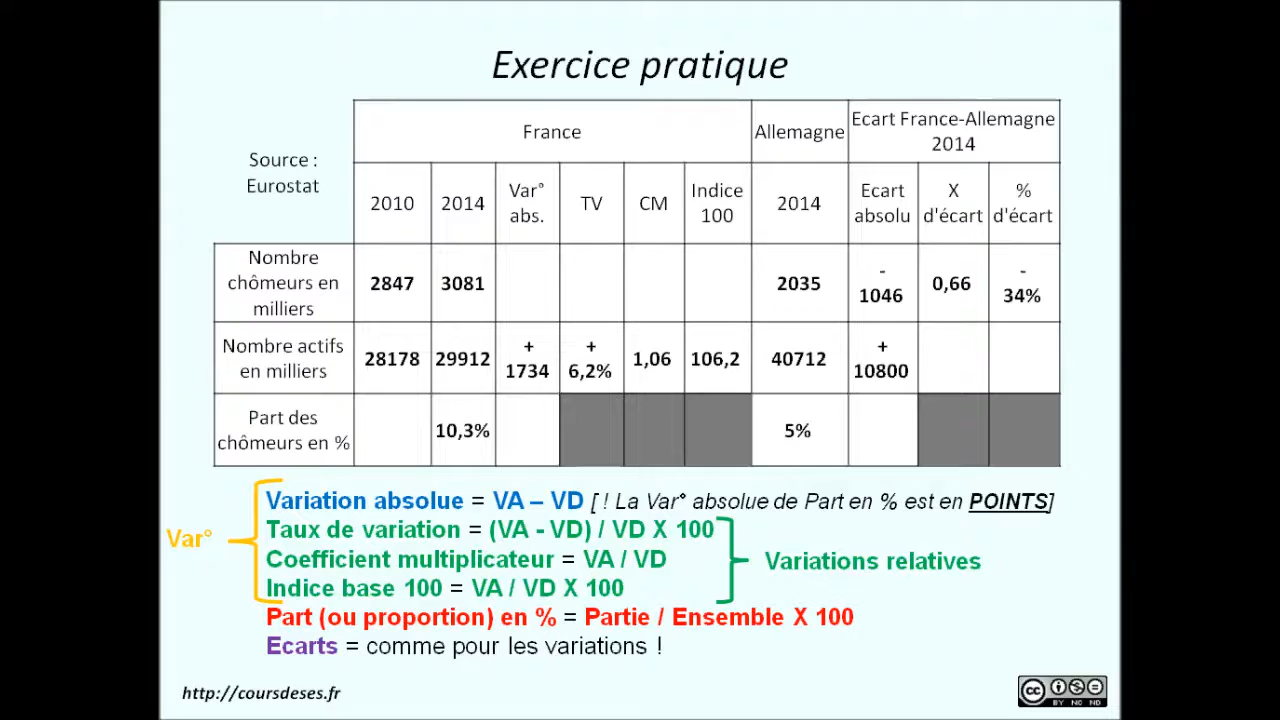 Exercice pratique
Source :
Eurostat
France
Allemagne
Ecart France-Allemagne
2014
2010
2014
Var°
abs.
TV
CM
Indice
100
2014
Ecart
absolu
X
d'écart
%
d'écart
Nombre
chômeurs en
milliers
2847
3081
2035
-
1046
0,66
-
34%
Nombre actifs
en milliers
28178
29912
+
1734
+
6,2%
1,06
106,2
40712
+
10800
Part des
chômeurs en %
10,3%
5%
Var°
Variation absolue = VA – VD [ ! La Var° absolue de Part en % est en POINTS]
Taux de variation = (VA - VD) / VD X 100
Coefficient multiplicateur = VA / VD
Indice base 100 = VA / VD X 100
Variations relatives
Part (ou proportion) en % = Partie / Ensemble X 100
Ecarts = comme pour les variations !
http://coursdeses.fr
cc
BY NC ND